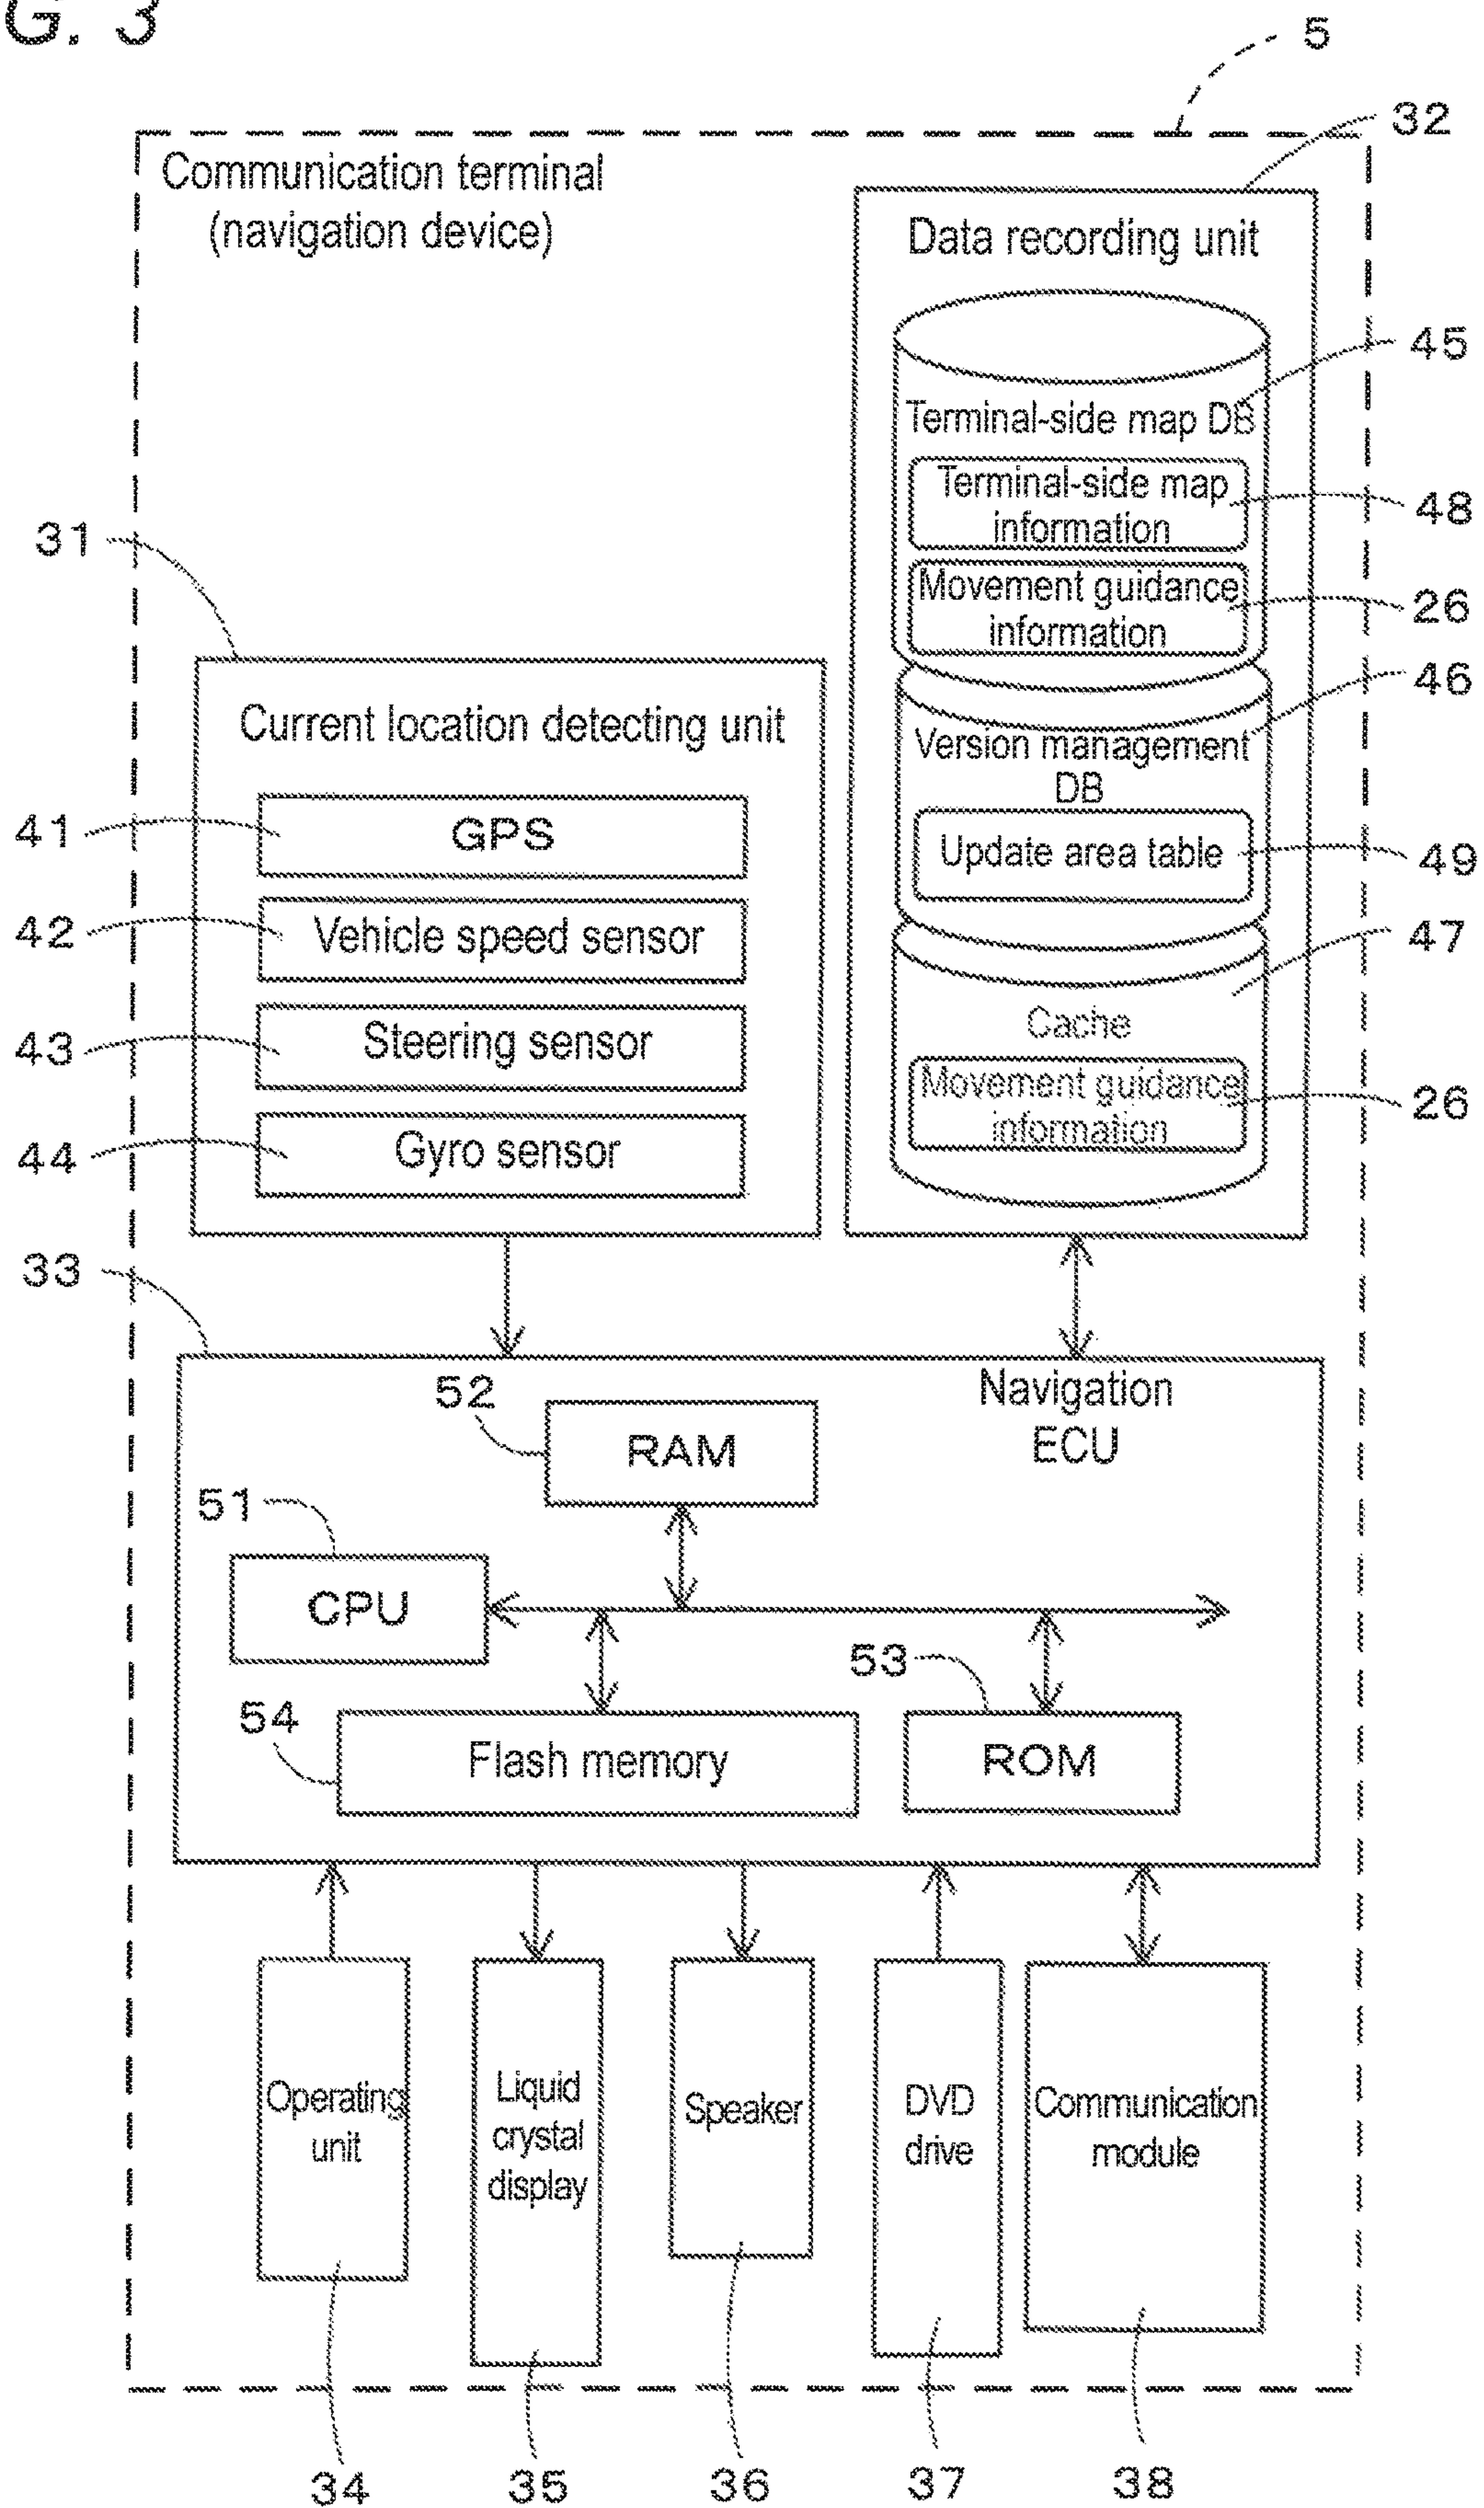 G. 3
5
32
Communication terminal
(navigation device)
Data recording unit
45
Terminal-side map DB
Terminal-side map
information
48
31
Movement guidance
information
26
46
Current location detecting unit
Version management
DB
41
GPS
Update area table
49
42
Vehicle speed sensor
47
43
Steering sensor
Cache
Movement guidance
information
26
44
Gyro sensor
33
52
RAM
Navigation
ECU
51
CPU
53
54
Flash memory
ROM
Operating
unit
Liquid
crystal
display
Speaker
DVD
drive
Communication
module
34
35
36
37
38